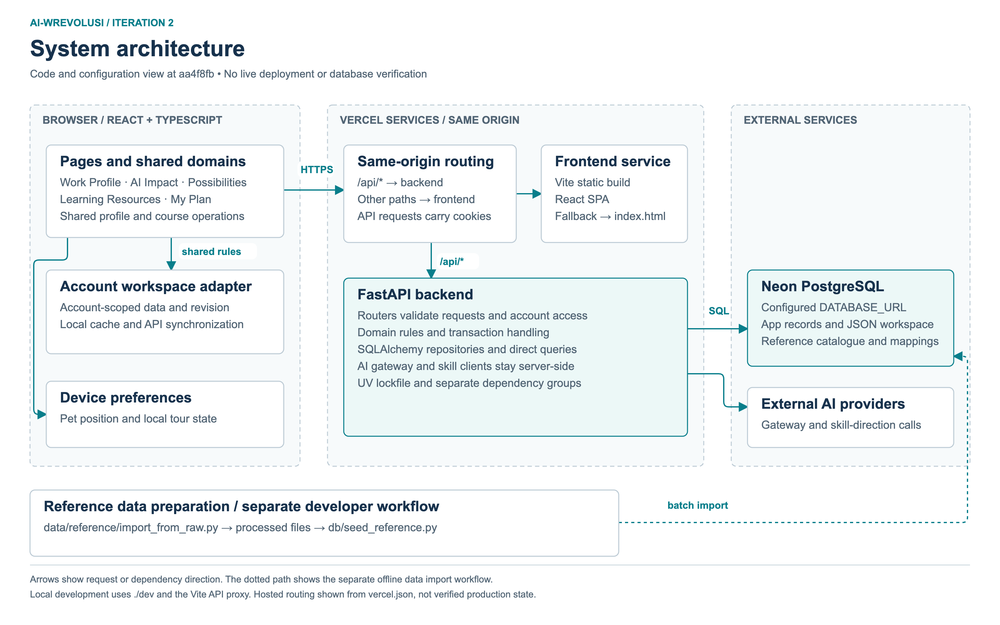 AI-WREVOLUSI / ITERATION 2
System architecture
Code and configuration view at aa4f8fb • No live deployment or database verification
BROWSER / REACT + TYPESCRIPT
Pages and shared domains
Work Profile · AI Impact · Possibilities
Learning Resources · My Plan
Shared profile and course operations
shared rules
Account workspace adapter
Account-scoped data and revision
Local cache and API synchronization
Device preferences
Pet position and local tour state
HTTPS
VERCEL SERVICES / SAME ORIGIN
Same-origin routing
/api/* → backend
Other paths → frontend
API requests carry cookies
Frontend service
Vite static build
React SPA
Fallback → index.html
/api/*
FastAPI backend
Routers validate requests and account access
Domain rules and transaction handling
SQLAlchemy repositories and direct queries
AI gateway and skill clients stay server-side
UV lockfile and separate dependency groups
SQL
EXTERNAL SERVICES
Neon PostgreSQL
Configured DATABASE_URL
App records and JSON workspace
Reference catalogue and mappings
External AI providers
Gateway and skill-direction calls
Reference data preparation / separate developer workflow
data/reference/import_from_raw.py → processed files → db/seed_reference.py
batch import
Arrows show request or dependency direction. The dotted path shows the separate offline data import workflow.
Local development uses ./dev and the Vite API proxy. Hosted routing shown from vercel.json, not verified production state.